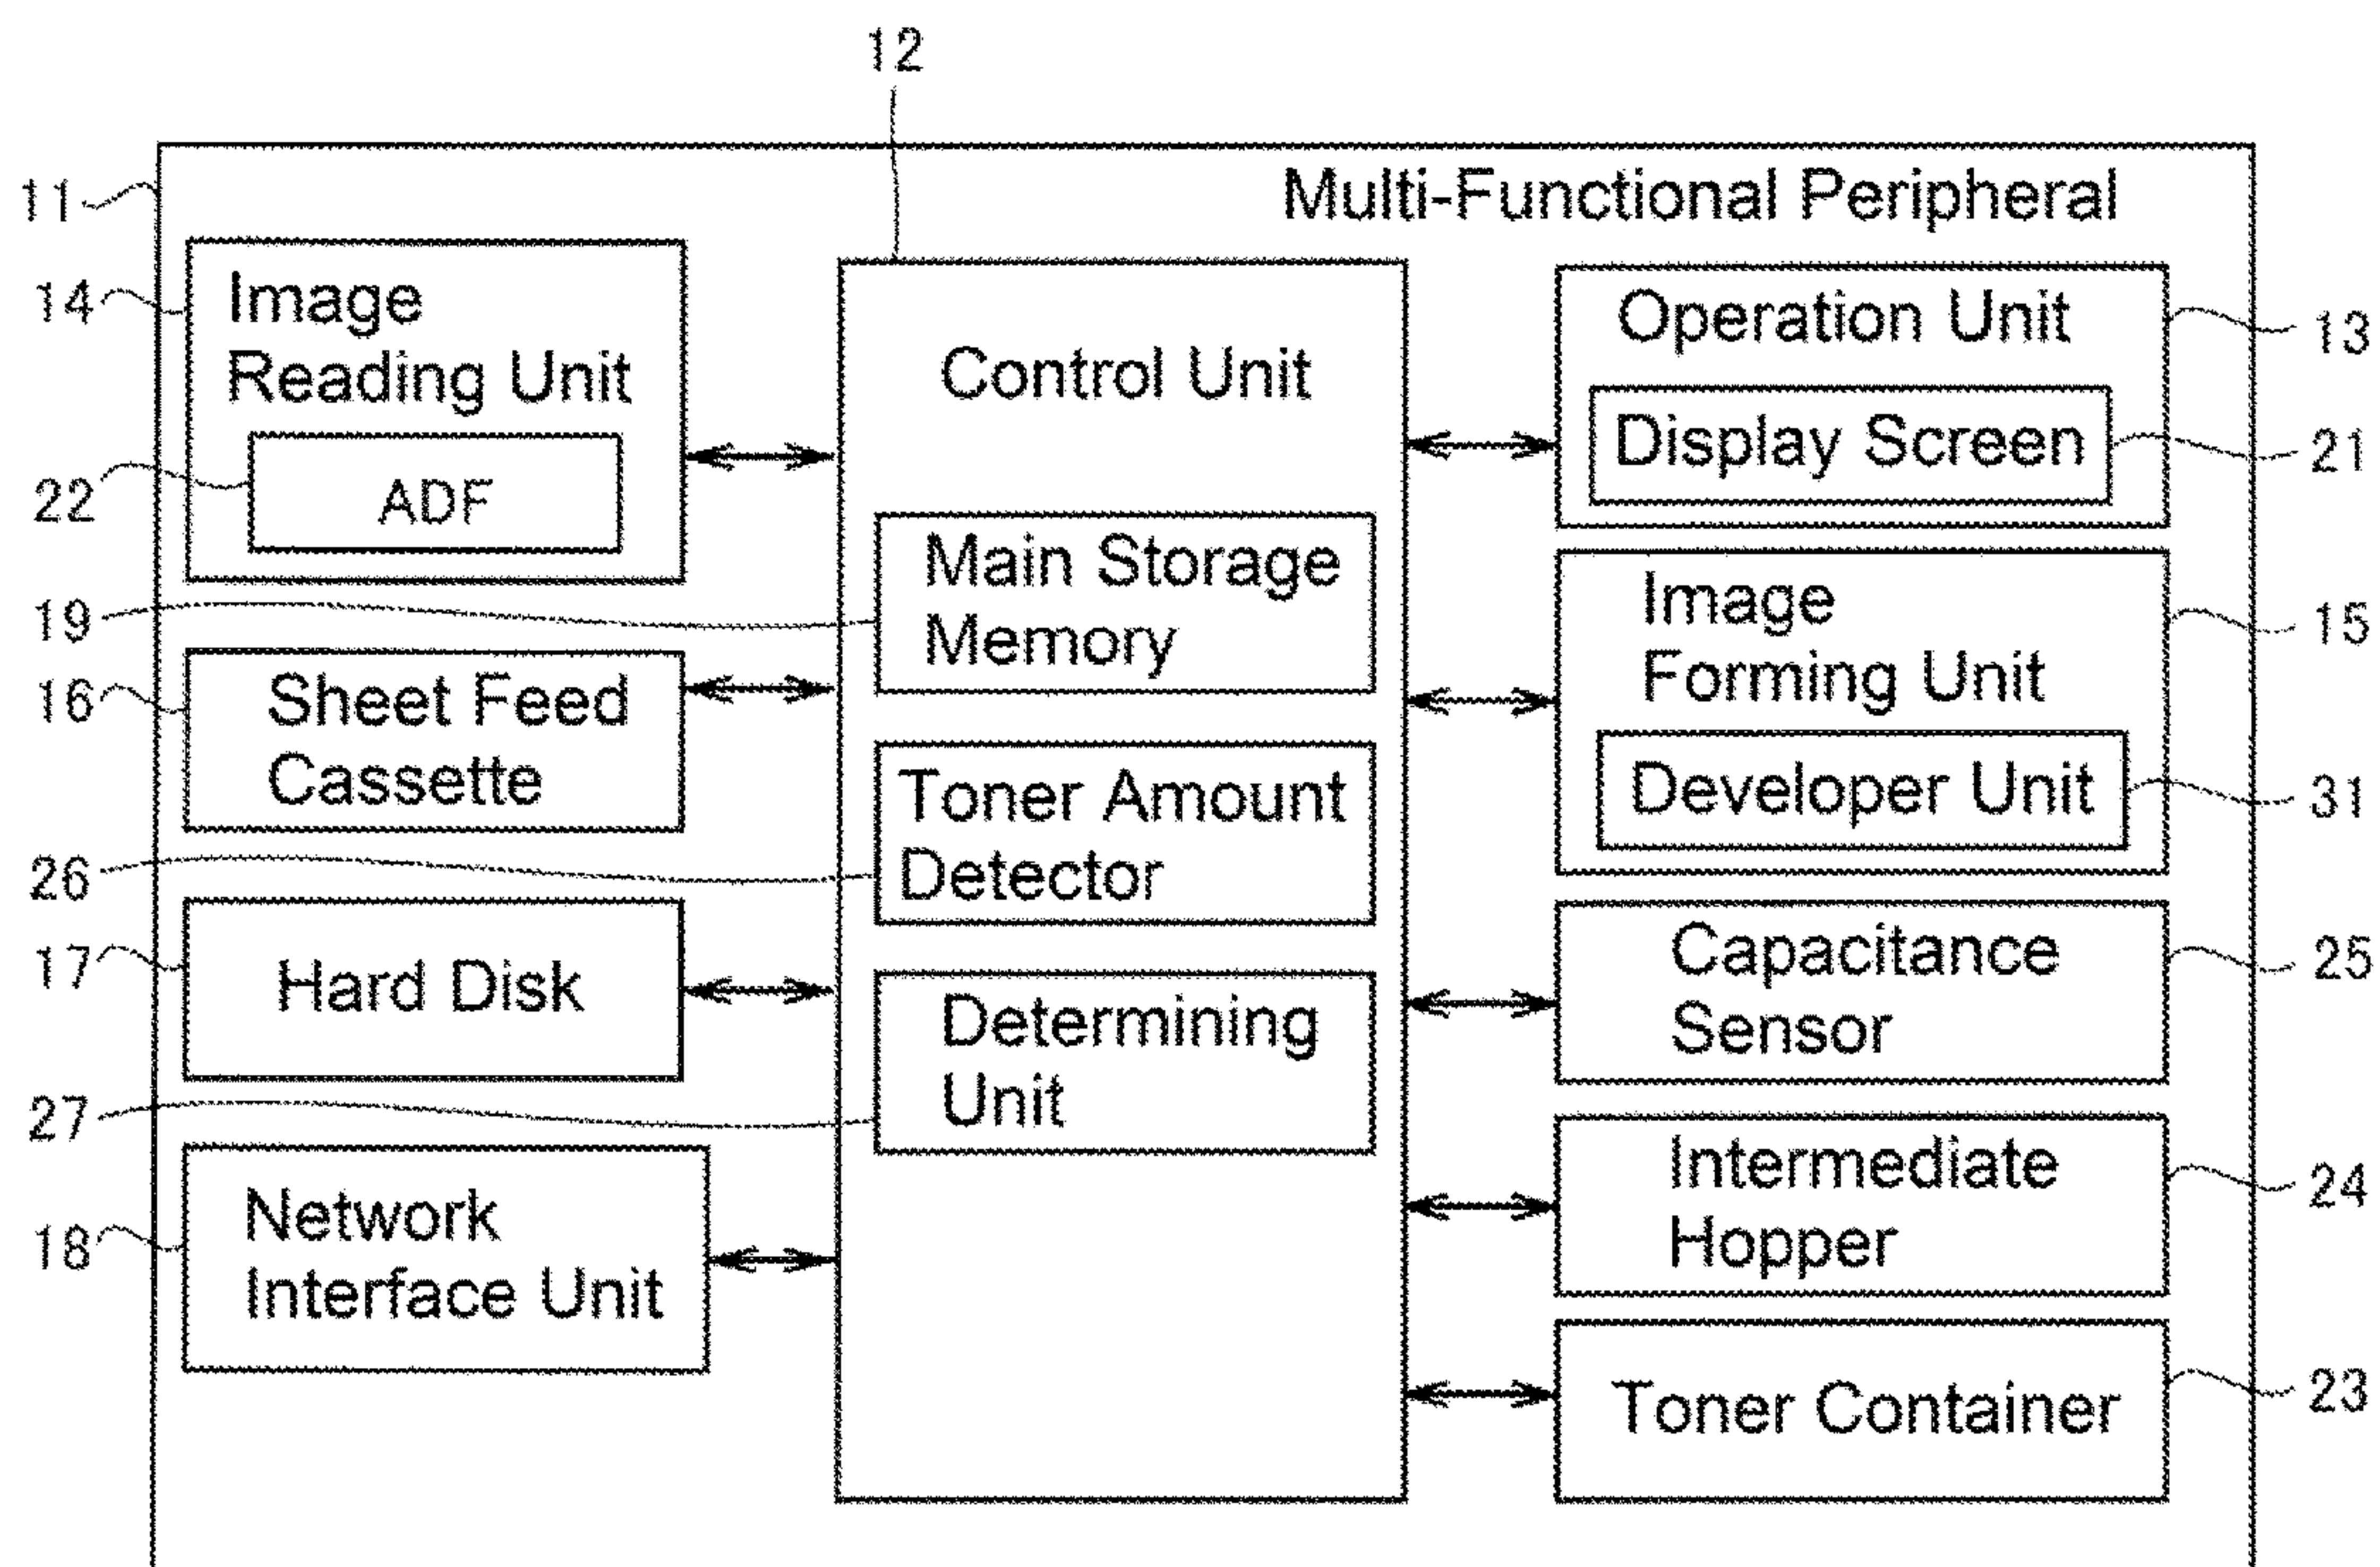 12
Multi-Functional Peripheral
11
14
Image
Reading Unit
22
ADF
19
16
Sheet Feed
Cassette
26
17
Hard Disk
27
18
Network
Interface Unit
Control Unit
Main Storage
Memory
Toner Amount
Detector
Determining
Unit
Operation Unit
13
Display Screen
21
Image
Forming Unit
15
Developer Unit
31
Capacitance
Sensor
25
Intermediate
Hopper
24
Toner Container
23